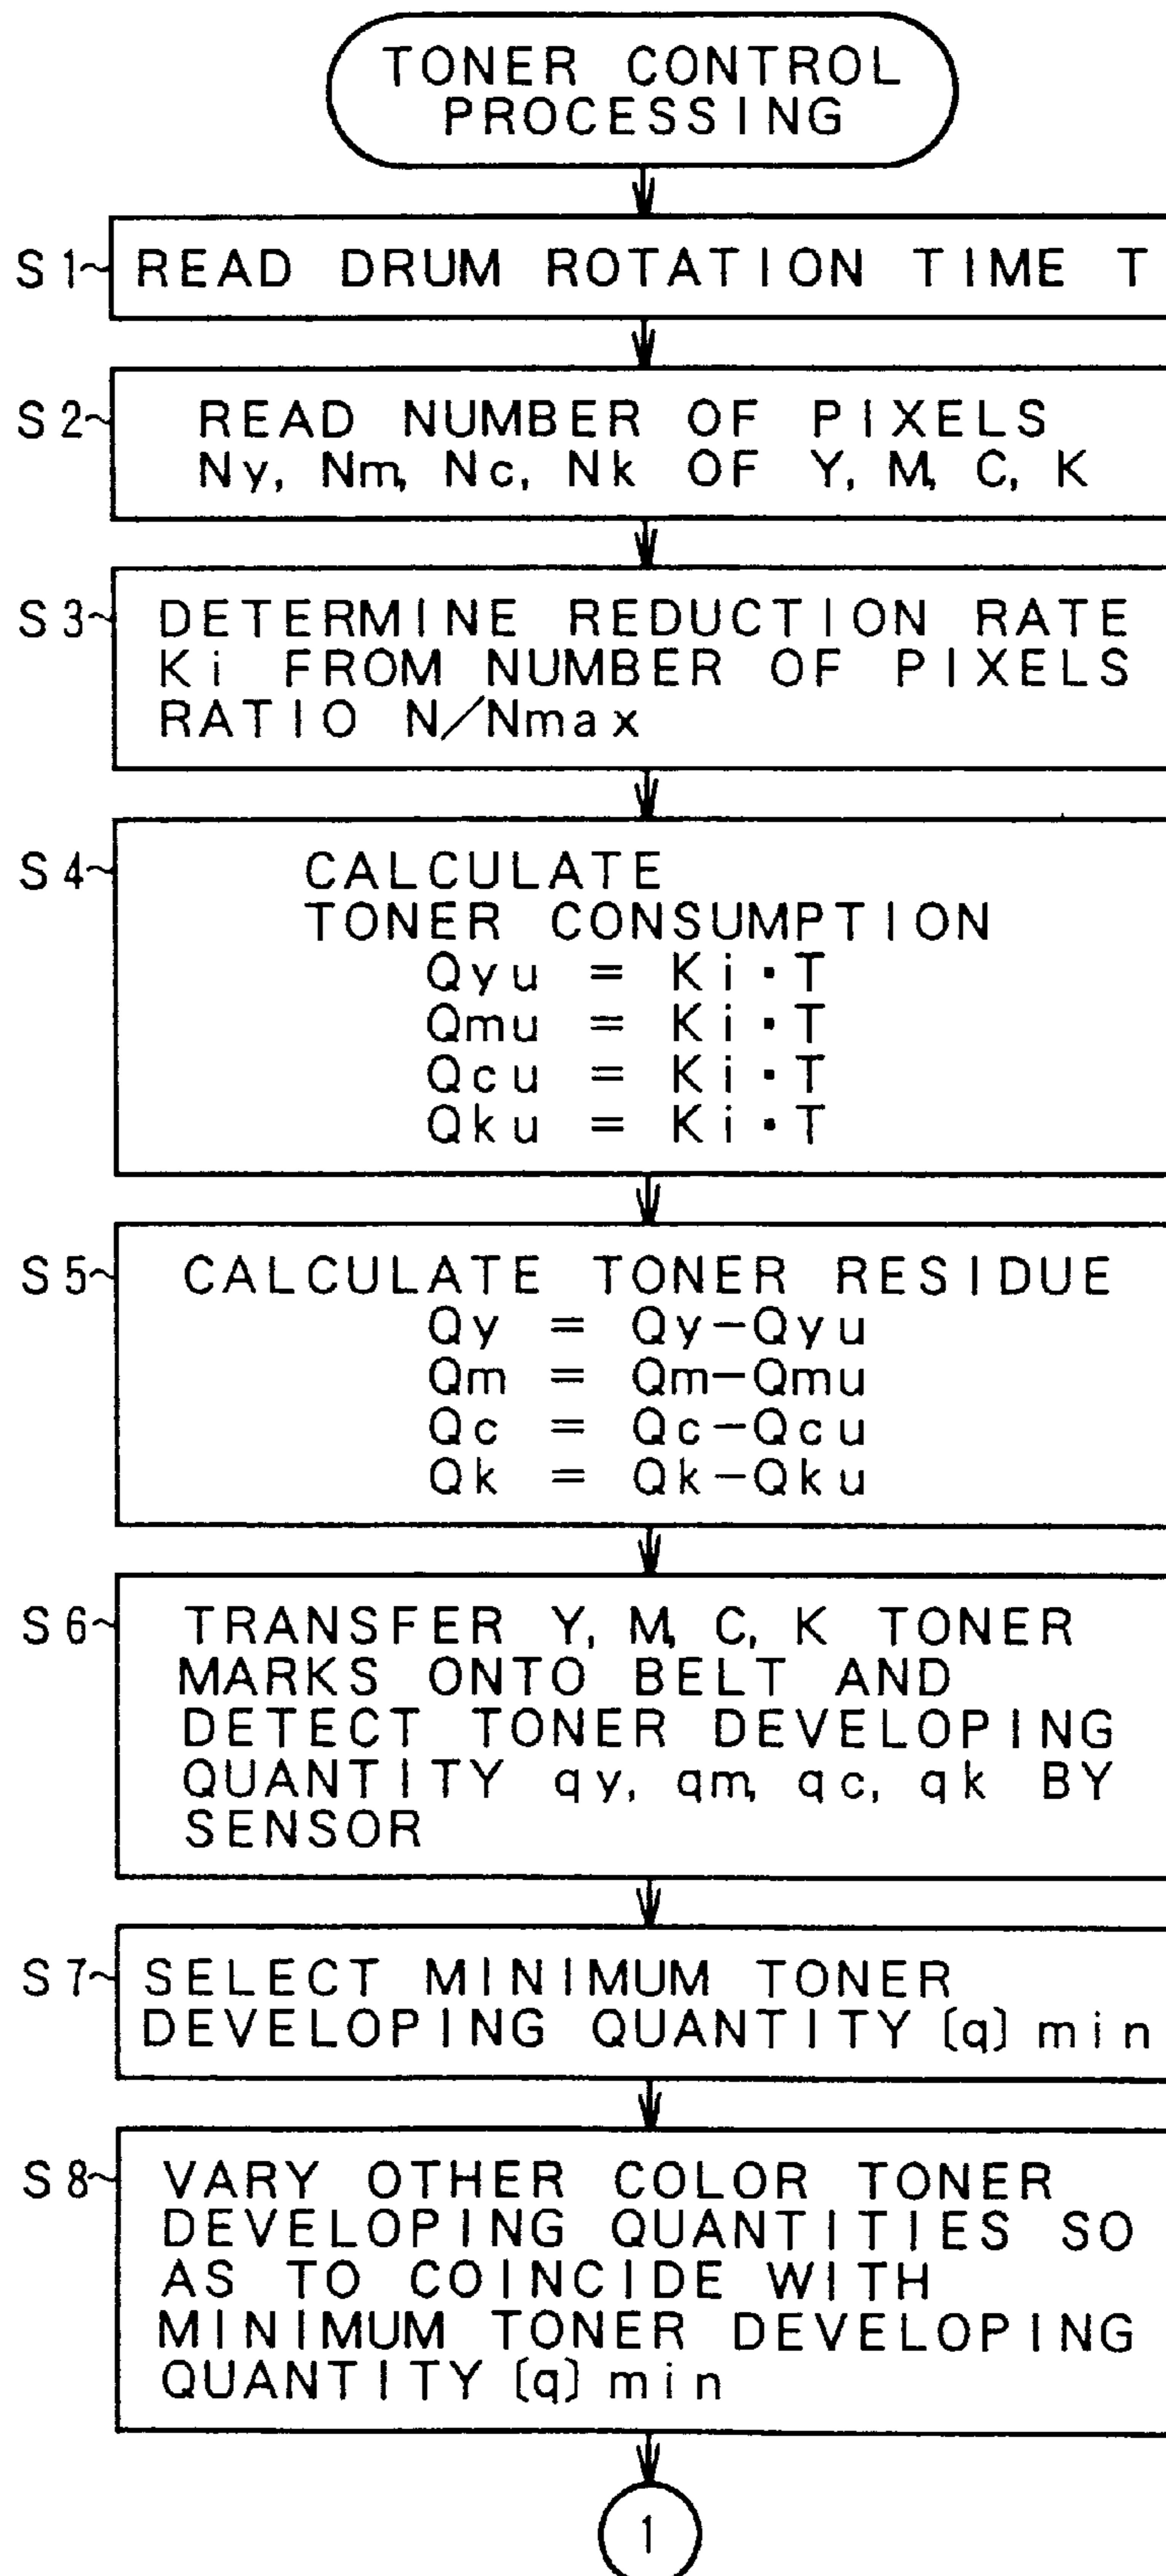 TONER CONTROL
PROCESSING
S1 READ DRUM ROTATION TIME T
S2 READ NUMBER OF PIXELS
Ny, Nm, Nc, Nk OF Y, M, C, K
S3 DETERMINE REDUCTION RATE
Ki FROM NUMBER OF PIXELS
RATIO N/Nmax
S4 CALCULATE
TONER CONSUMPTION
Qyu = Ki・T
Qmu = Ki・T
Qcu = Ki・T
Qku = Ki・T
S5 CALCULATE TONER RESIDUE
Qy = Qy-Qyu
Qm = Qm-Qmu
Qc = Qc-Qcu
Qk = Qk-Qku
S6 TRANSFER Y, M, C, K TONER
MARKS ONTO BELT AND
DETECT TONER DEVELOPING
QUANTITY qy, qm, qc, qk BY
SENSOR
S7 SELECT MINIMUM TONER
DEVELOPING QUANTITY [q] min
S8 VARY OTHER COLOR TONER
DEVELOPING QUANTITIES SO
AS TO COINCIDE WITH
MINIMUM TONER DEVELOPING
QUANTITY [q] min
1